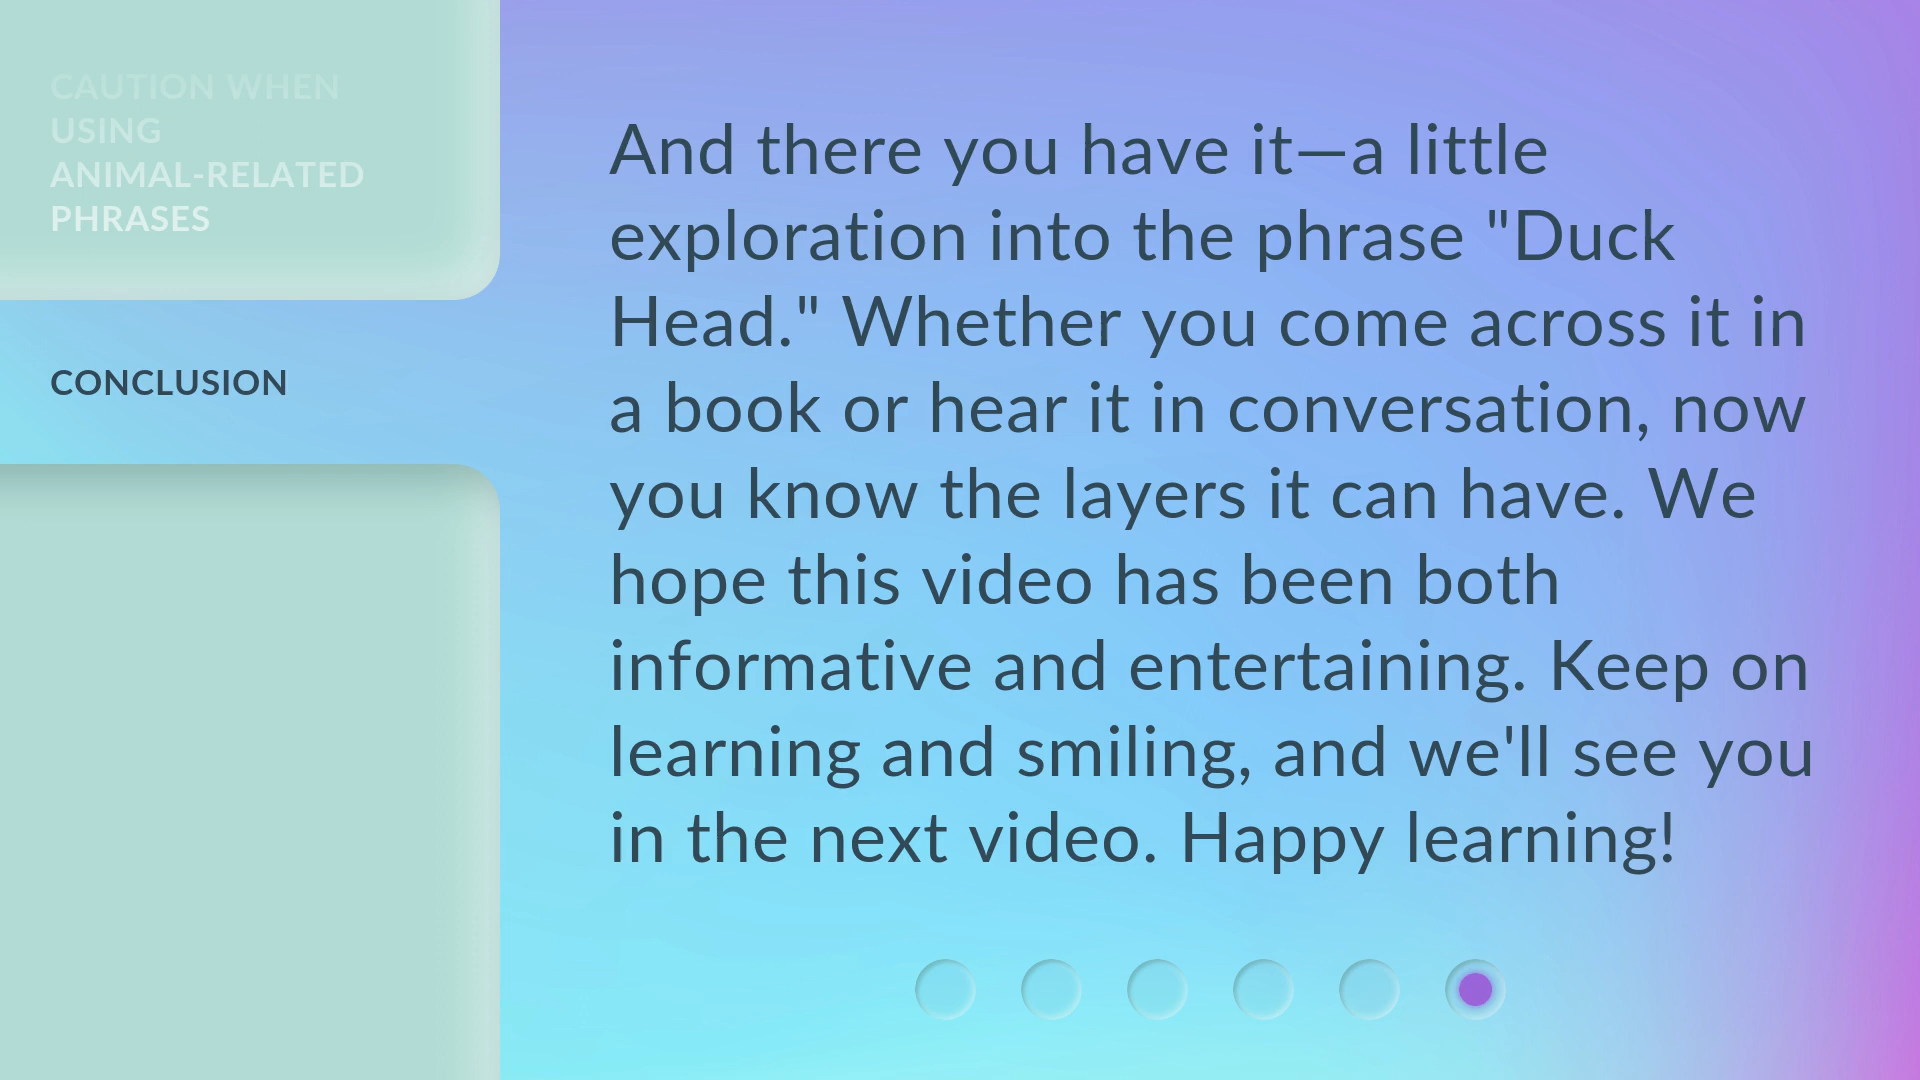 CAUTION WHEN
USING
ANIMAL-RELATED
PHRASES
CONCLUSION
And there you have it—a little
exploration into the phrase "Duck
Head." Whether you come across it in
a book or hear it in conversation, now
you know the layers it can have. We
hope this video has been both
informative and entertaining. Keep on
learning and smiling, and we'll see you
in the next video. Happy learning!